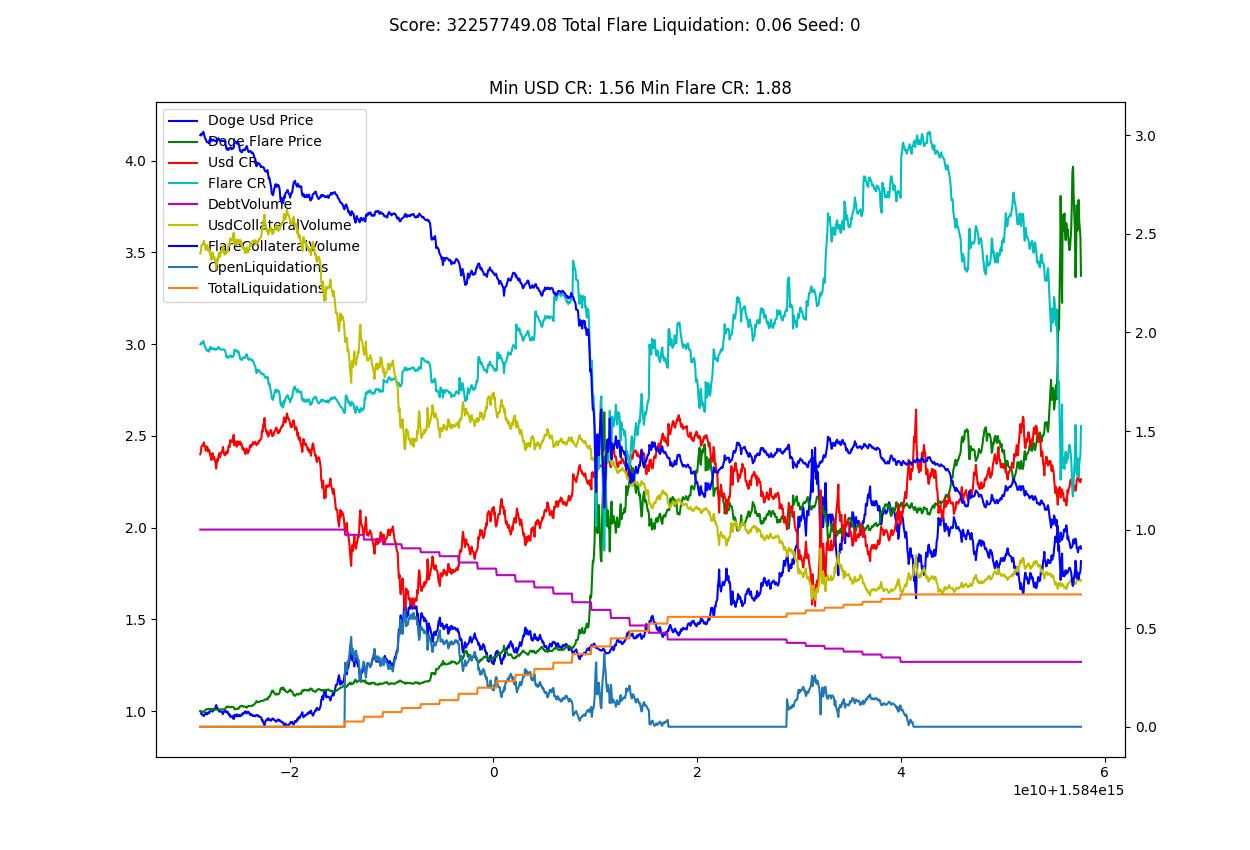 Score: 32257749.08 Total Flare Liquidation: 0.06 Seed: 0
Min USD CR: 1.56 Min Flare CR: 1.88
Doge Usd Price
Doge Flare Price
Usd CR
Flare CR
DebtVolume
UsdCollateralVolume
FlareCollateralVolume
OpenLiquidations
TotalLiquidations
4.0
3.5
3.0
2.5
2.0
1.5
1.0
3.0
2.5
2.0
1.5
1.0
0.5
0.0
−2
0
2
4
6
1e10+1.584e15